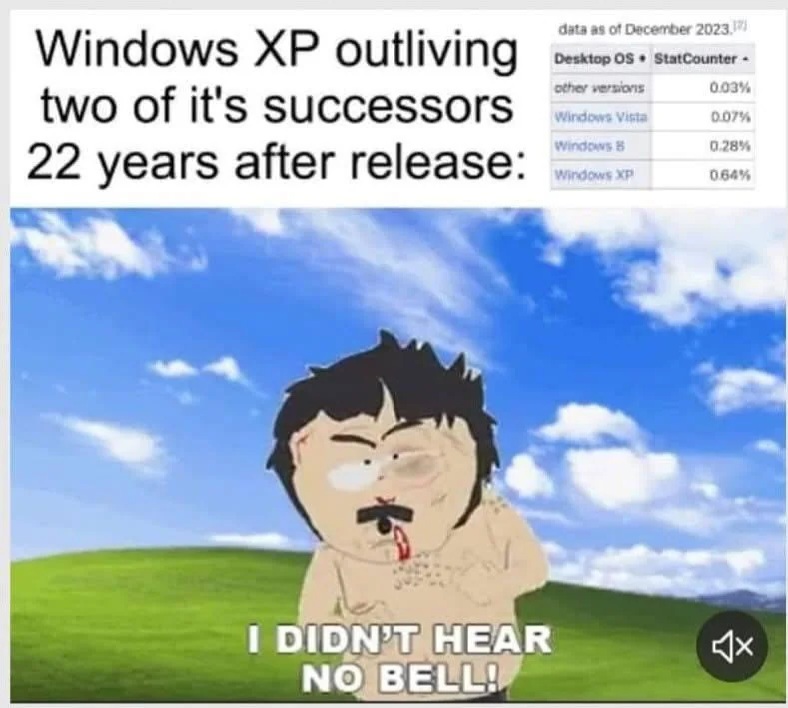 Windows XP outliving
two of it's successors
22 years after release:
data as of December 2023.[2]
Desktop OS StatCounter
other versions 0.03%
Windows Vista 0.07%
Windows 8 0.28%
Windows XP 0.64%
I DIDN'T HEAR
NO BELL!